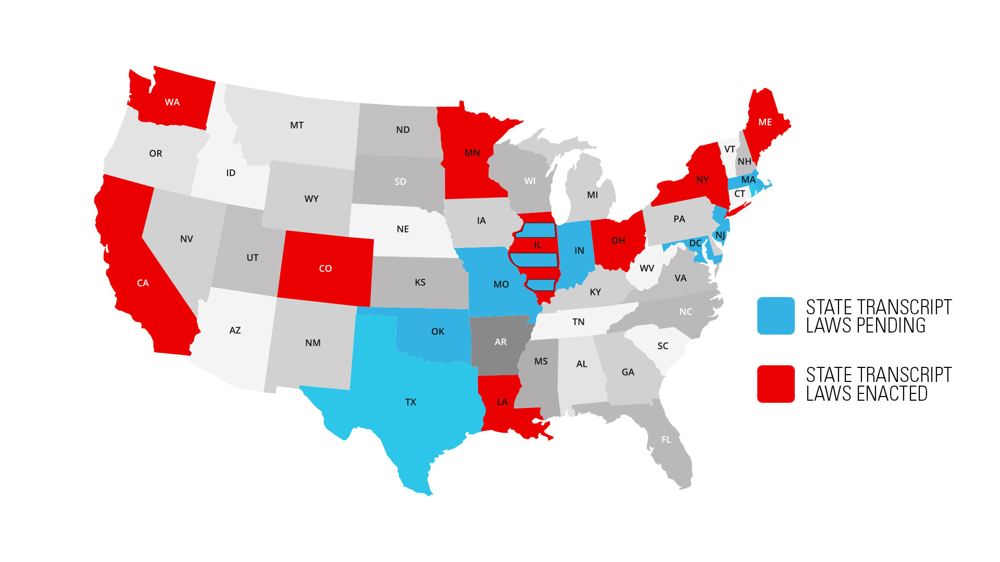 WA
ME
MT
ND
VT
MN
OR
NH
ID
NY
MA
WI
SD
CT
MI
WY
PA
IA
NE
NJ
NV
OH
DC
IL
IN
UT
WV
CO
VA
CA
KS
MO
KY
STATE TRANSCRIPT
LAWS PENDING
NC
TN
AZ
OK
NM
AR
SC
MS
AL
GA
STATE TRANSCRIPT
LAWS ENACTED
TX
LA
FL